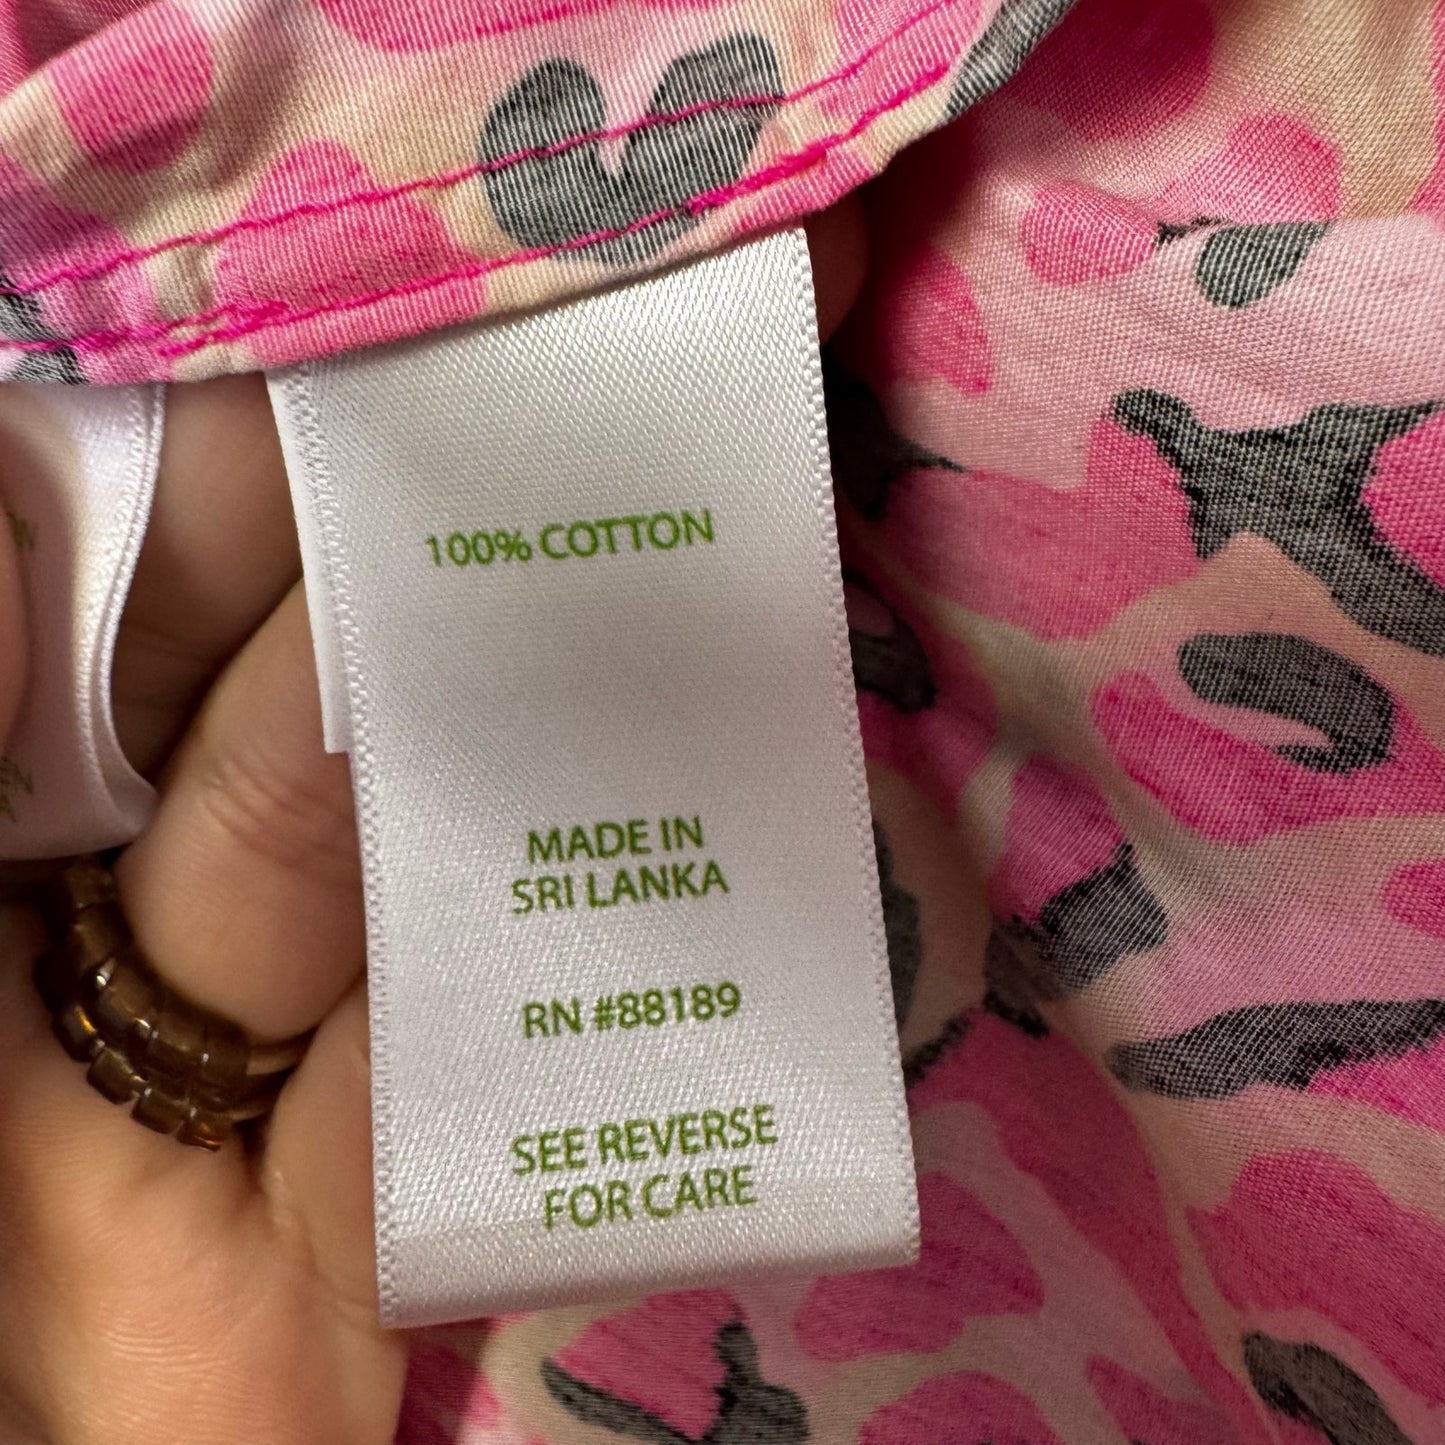 100% COTTON
MADE IN
SRI LANKA
RN #88189
SEE REVERSE
FOR CARE